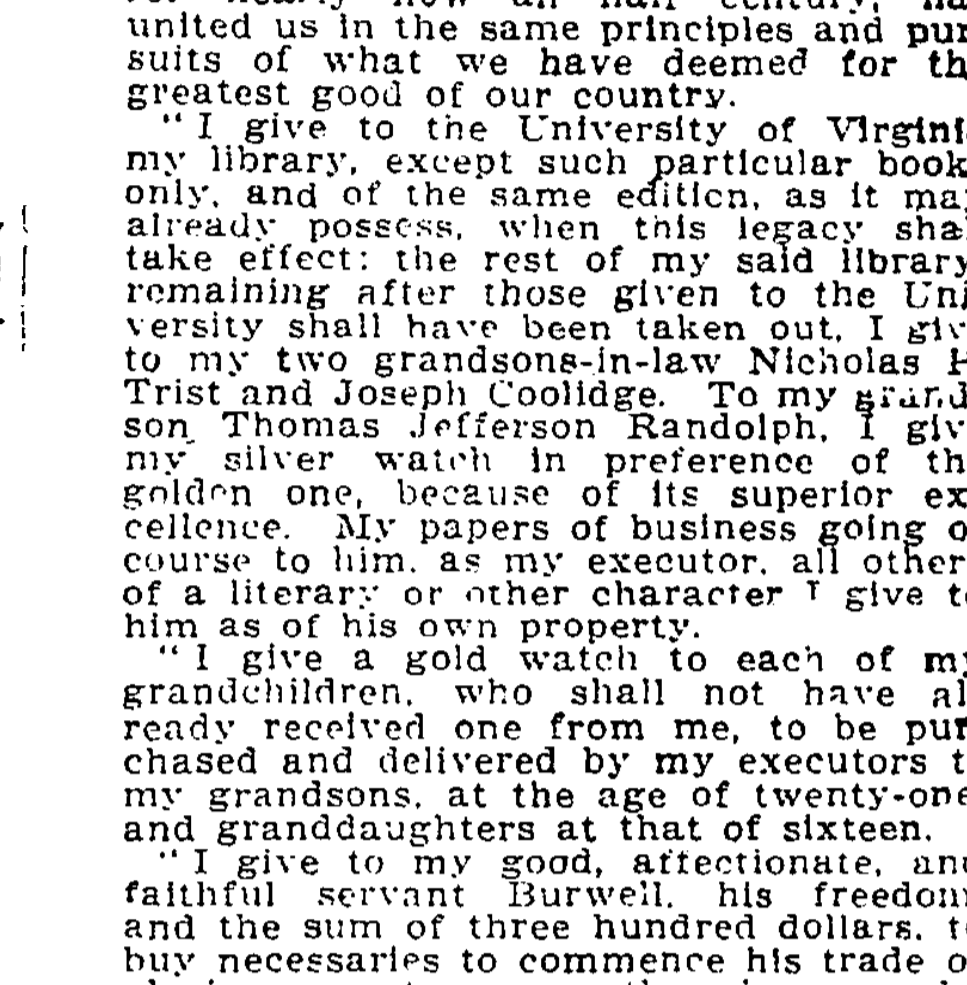 united us in the same principles and pur
suits of what we have deemed for th
greatest good of our country.
"I give to the University of Virgini
my library, except such particular book
only, and of the same edition, as it ma
already possess, when this legacy sha
take effect: the rest of my said library
remaining after those given to the Uni
versity shall have been taken out, I giv
to my two grandsons-in-law Nicholas
Trist and Joseph Coolidge. To my grand
son Thomas Jefferson Randolph, I giv
my silver watch in preference of th
golden one, because of its superior ex
cellence. My papers of business going o
course to him, as my executor, all other
of a literary or other character I give t
him as of his own property.
"I give a gold watch to each of m
grandchildren, who shall not have al
ready received one from me, to be pur
chased and delivered by my executors t
my grandsons, at the age of twenty-one
and granddaughters at that of sixteen.
"I give to my good, affectionate, an
faithful servant Burwell, his freedom
and the sum of three hundred dollars, t
buy necessaries to commence his trade o